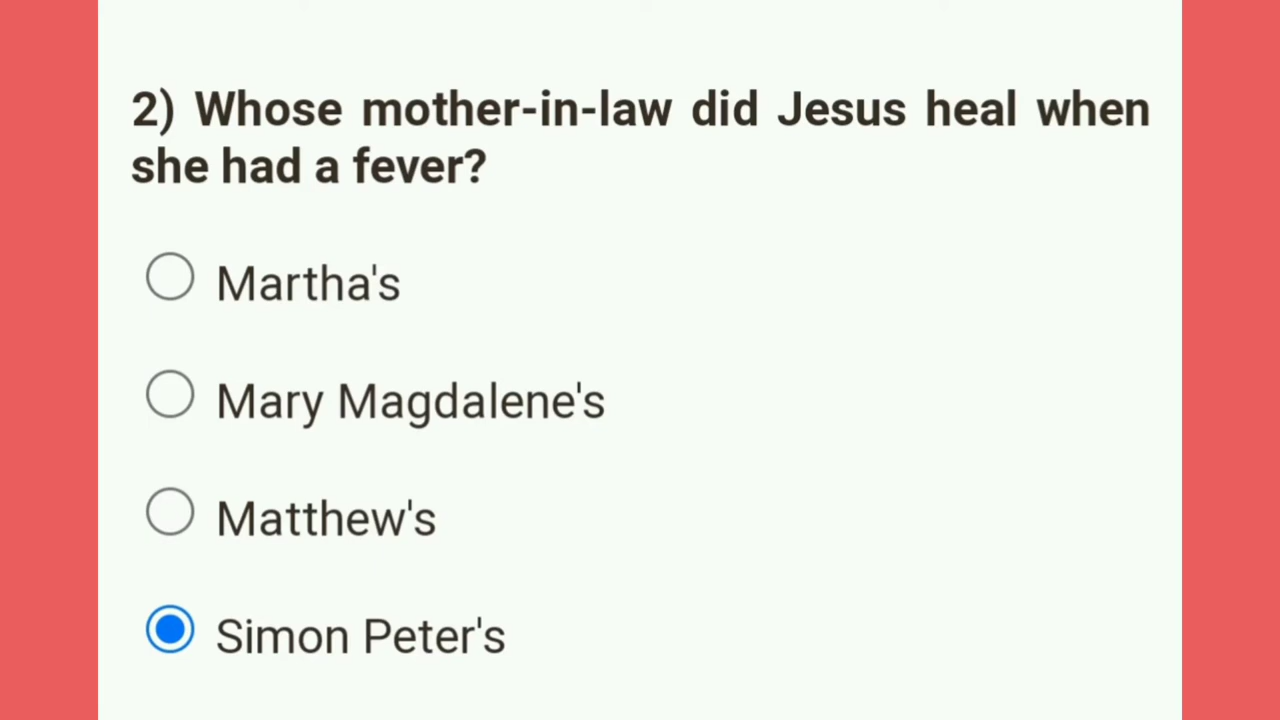 2) Whose mother-in-law did Jesus heal when
she had a fever?
Martha's
Mary Magdalene's
Matthew's
Simon Peter's